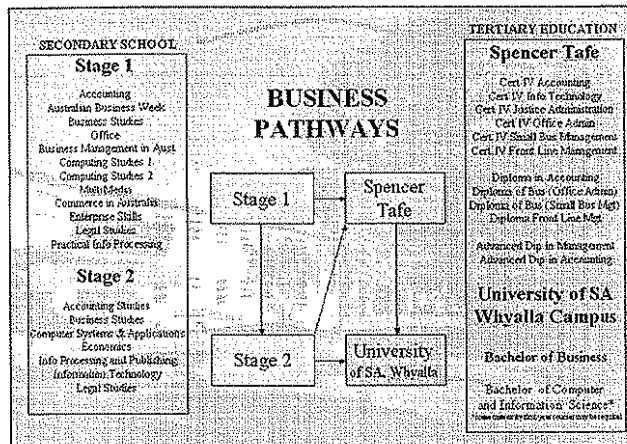 SECONDARY SCHOOL
Stage 1
Accounting
Australian Business Week
Business Studies
Office
Business Management in Aust
Computing Studies 1
Computing Studies 2
MultiMedia
Commerce in Australia
Enterprise Skills
Legal Studies
Practical Info Processing
Stage 2
Accounting Studies
Business Studies
Computer Systems & Applications
Economics
Info Processing and Publishing
Information Technology
Legal Studies
BUSINESS
PATHWAYS
Stage 1
Spencer
Tafe
Stage 2
University
of SA, Whyalla
TERTIARY EDUCATION
Spencer Tafe
Cert IV Accounting
Cert IV Info Technology
Cert IV Justice Administration
Cert IV Office Admin
Cert IV Small Bus Management
Cert IV Front Line Mangement
Diploma in Accounting
Diploma of Bus (Office Admin)
Diploma of Bus (Small Bus Mgt)
Diploma Front Line Mgt
Advanced Dip in Management
Advanced Dip in Accounting
University of SA
Whyalla Campus
Bachelor of Business
Bachelor of Computer
and Information Science*
may be required